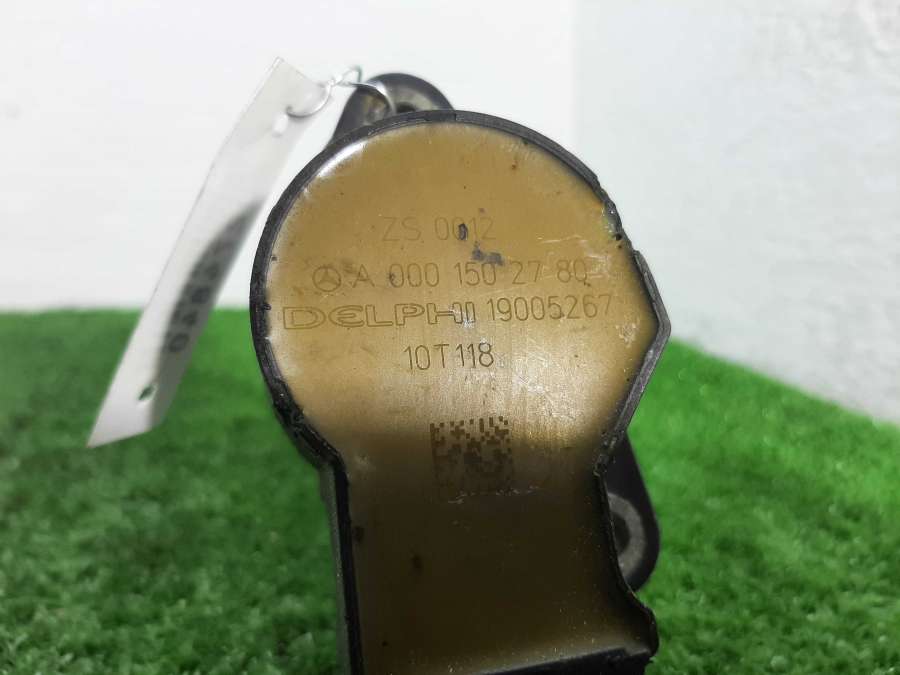 ZS 0012
A 000 150 27 80
DELPHI 19005267
10T118